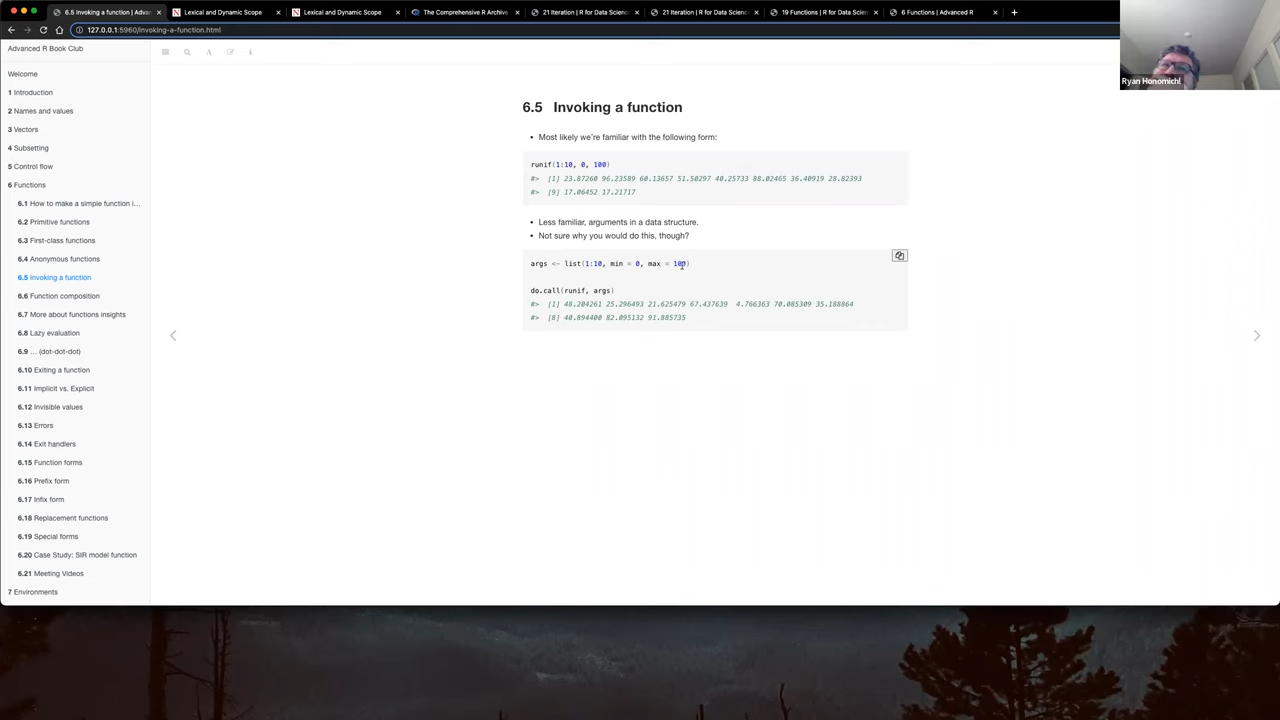 6.5 Invoking a function | Advan
Lexical and Dynamic Scope
Lexical and Dynamic Scope
The Comprehensive R Archive
21 Iteration | R for Data Scienc
21 Iteration | R for Data Scienc
19 Functions | R for Data Scien
6 Functions | Advanced R
127.0.0.1:5960/invoking-a-function.html
Ryan Honomichl
Advanced R Book Club
Welcome
1 Introduction
2 Names and values
3 Vectors
4 Subsetting
5 Control flow
6 Functions
6.1 How to make a simple function i…
6.2 Primitive functions
6.3 First-class functions
6.4 Anonymous functions
6.5 Invoking a function
6.6 Function composition
6.7 More about functions insights
6.8 Lazy evaluation
6.9 … (dot-dot-dot)
6.10 Exiting a function
6.11 Implicit vs. Explicit
6.12 Invisible values
6.13 Errors
6.14 Exit handlers
6.15 Function forms
6.16 Prefix form
6.17 Infix form
6.18 Replacement functions
6.19 Special forms
6.20 Case Study: SIR model function
6.21 Meeting Videos
7 Environments
6.5 Invoking a function
• Most likely we're familiar with the following form:
runif(1:10, 0, 100)
#> [1] 23.87260 96.23589 60.13657 51.50297 40.25733 88.02465 36.40919 28.82393
#> [9] 17.06452 17.21717
• Less familiar, arguments in a data structure.
• Not sure why you would do this, though?
args <- list(1:10, min = 0, max = 100)
do.call(runif, args)
#> [1] 48.204261 25.296493 21.625479 67.437639 4.766363 70.085309 35.188864
#> [8] 40.894400 82.095132 91.885735